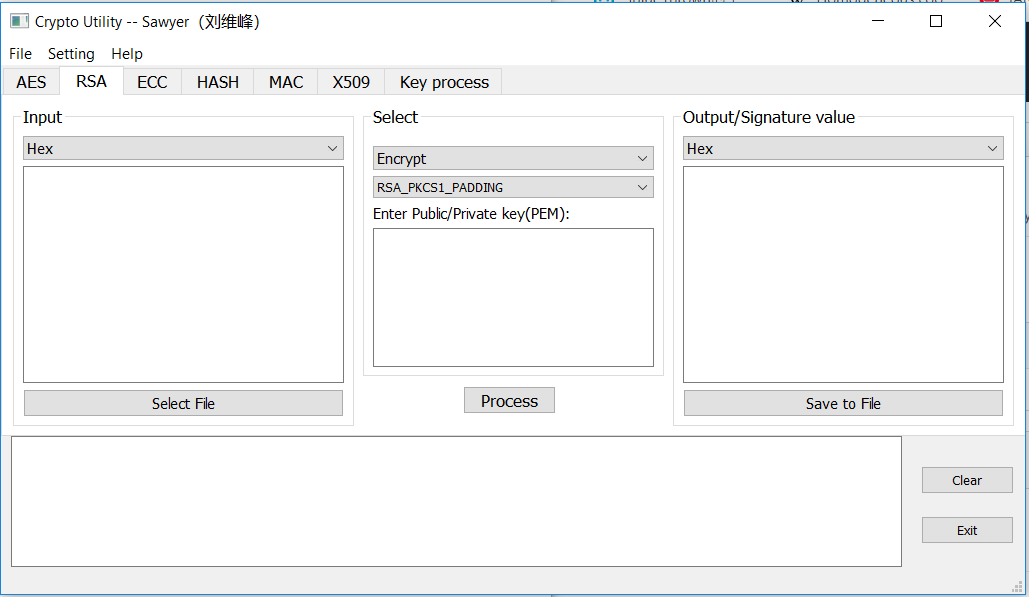 Crypto Utility -- Sawyer（刘维峰）
File Setting Help
AES RSA ECC HASH MAC X509 Key process
Input
Hex
Select File
Select
Encrypt
RSA_PKCS1_PADDING
Enter Public/Private key(PEM):
Process
Output/Signature value
Hex
Save to File
Clear
Exit